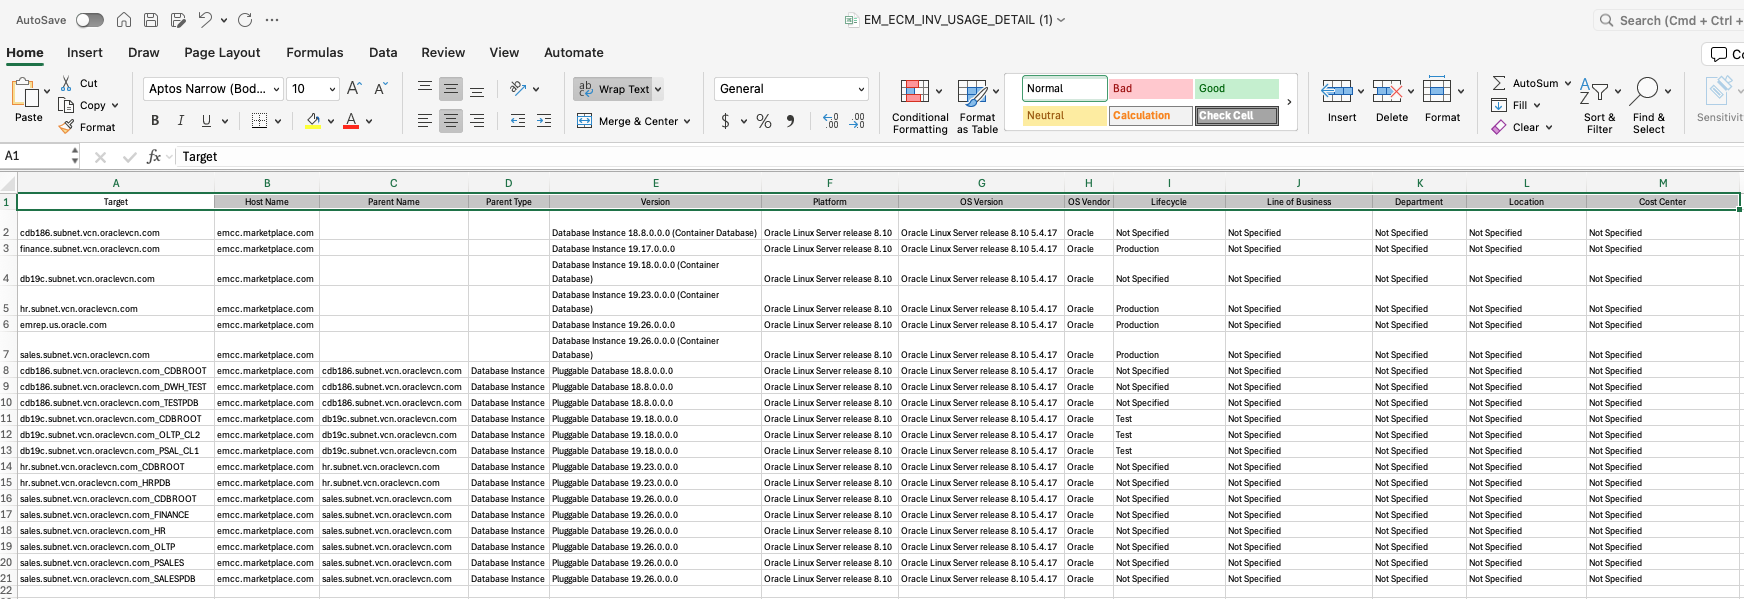 AutoSave
EM_ECM_INV_USAGE_DETAIL (1)
Search (Cmd + Ctrl +
Home Insert Draw Page Layout Formulas Data Review View Automate
Paste
Cut
Copy
Format
Aptos Narrow (Bod... 10
B I U
Wrap Text
Merge & Center
General
$ % 9
Conditional Formatting
Format as Table
Normal Bad Good
Neutral Calculation Check Cell
Insert Delete Format
AutoSum
Fill
Clear
Sort & Filter
Find & Select
Sensitivity
A1 fx Target
A B C D E F G H I J K L M
1 Target Host Name Parent Name Parent Type Version Platform OS Version OS Vendor Lifecycle Line of Business Department Location Cost Center
2 cdb186.subnet.vcn.oraclevcn.com emcc.marketplace.com Database Instance 18.8.0.0.0 (Container Database) Oracle Linux Server release 8.10 Oracle Linux Server release 8.10 5.4.17 Oracle Not Specified Not Specified Not Specified Not Specified Not Specified
3 finance.subnet.vcn.oraclevcn.com emcc.marketplace.com Database Instance 19.17.0.0.0 Oracle Linux Server release 8.10 Oracle Linux Server release 8.10 5.4.17 Oracle Production Not Specified Not Specified Not Specified Not Specified
4 db19c.subnet.vcn.oraclevcn.com emcc.marketplace.com Database Instance 19.18.0.0.0 (Container Database) Oracle Linux Server release 8.10 Oracle Linux Server release 8.10 5.4.17 Oracle Not Specified Not Specified Not Specified Not Specified Not Specified
5 hr.subnet.vcn.oraclevcn.com emcc.marketplace.com Database Instance 19.23.0.0.0 (Container Database) Oracle Linux Server release 8.10 Oracle Linux Server release 8.10 5.4.17 Oracle Production Not Specified Not Specified Not Specified Not Specified
6 emrep.us.oracle.com emcc.marketplace.com Database Instance 19.26.0.0.0 Oracle Linux Server release 8.10 Oracle Linux Server release 8.10 5.4.17 Oracle Production Not Specified Not Specified Not Specified Not Specified
7 sales.subnet.vcn.oraclevcn.com emcc.marketplace.com Database Instance 19.26.0.0.0 (Container Database) Oracle Linux Server release 8.10 Oracle Linux Server release 8.10 5.4.17 Oracle Production Not Specified Not Specified Not Specified Not Specified
8 cdb186.subnet.vcn.oraclevcn.com_CDBROOT emcc.marketplace.com cdb186.subnet.vcn.oraclevcn.com Database Instance Pluggable Database 18.8.0.0.0 Oracle Linux Server release 8.10 Oracle Linux Server release 8.10 5.4.17 Oracle Not Specified Not Specified Not Specified Not Specified Not Specified
9 cdb186.subnet.vcn.oraclevcn.com_DWH_TEST emcc.marketplace.com cdb186.subnet.vcn.oraclevcn.com Database Instance Pluggable Database 18.8.0.0.0 Oracle Linux Server release 8.10 Oracle Linux Server release 8.10 5.4.17 Oracle Not Specified Not Specified Not Specified Not Specified Not Specified
10 cdb186.subnet.vcn.oraclevcn.com_TESTPDB emcc.marketplace.com cdb186.subnet.vcn.oraclevcn.com Database Instance Pluggable Database 18.8.0.0.0 Oracle Linux Server release 8.10 Oracle Linux Server release 8.10 5.4.17 Oracle Not Specified Not Specified Not Specified Not Specified Not Specified
11 db19c.subnet.vcn.oraclevcn.com_CDBROOT emcc.marketplace.com db19c.subnet.vcn.oraclevcn.com Database Instance Pluggable Database 19.18.0.0.0 Oracle Linux Server release 8.10 Oracle Linux Server release 8.10 5.4.17 Oracle Test Not Specified Not Specified Not Specified Not Specified
12 db19c.subnet.vcn.oraclevcn.com_OLTP_CL2 emcc.marketplace.com db19c.subnet.vcn.oraclevcn.com Database Instance Pluggable Database 19.18.0.0.0 Oracle Linux Server release 8.10 Oracle Linux Server release 8.10 5.4.17 Oracle Test Not Specified Not Specified Not Specified Not Specified
13 db19c.subnet.vcn.oraclevcn.com_PSAL_CL1 emcc.marketplace.com db19c.subnet.vcn.oraclevcn.com Database Instance Pluggable Database 19.18.0.0.0 Oracle Linux Server release 8.10 Oracle Linux Server release 8.10 5.4.17 Oracle Test Not Specified Not Specified Not Specified Not Specified
14 hr.subnet.vcn.oraclevcn.com_CDBROOT emcc.marketplace.com hr.subnet.vcn.oraclevcn.com Database Instance Pluggable Database 19.23.0.0.0 Oracle Linux Server release 8.10 Oracle Linux Server release 8.10 5.4.17 Oracle Not Specified Not Specified Not Specified Not Specified Not Specified
15 hr.subnet.vcn.oraclevcn.com_HRPDB emcc.marketplace.com hr.subnet.vcn.oraclevcn.com Database Instance Pluggable Database 19.23.0.0.0 Oracle Linux Server release 8.10 Oracle Linux Server release 8.10 5.4.17 Oracle Not Specified Not Specified Not Specified Not Specified Not Specified
16 sales.subnet.vcn.oraclevcn.com_CDBROOT emcc.marketplace.com sales.subnet.vcn.oraclevcn.com Database Instance Pluggable Database 19.26.0.0.0 Oracle Linux Server release 8.10 Oracle Linux Server release 8.10 5.4.17 Oracle Not Specified Not Specified Not Specified Not Specified Not Specified
17 sales.subnet.vcn.oraclevcn.com_FINANCE emcc.marketplace.com sales.subnet.vcn.oraclevcn.com Database Instance Pluggable Database 19.26.0.0.0 Oracle Linux Server release 8.10 Oracle Linux Server release 8.10 5.4.17 Oracle Not Specified Not Specified Not Specified Not Specified Not Specified
18 sales.subnet.vcn.oraclevcn.com_HR emcc.marketplace.com sales.subnet.vcn.oraclevcn.com Database Instance Pluggable Database 19.26.0.0.0 Oracle Linux Server release 8.10 Oracle Linux Server release 8.10 5.4.17 Oracle Not Specified Not Specified Not Specified Not Specified Not Specified
19 sales.subnet.vcn.oraclevcn.com_OLTP emcc.marketplace.com sales.subnet.vcn.oraclevcn.com Database Instance Pluggable Database 19.26.0.0.0 Oracle Linux Server release 8.10 Oracle Linux Server release 8.10 5.4.17 Oracle Not Specified Not Specified Not Specified Not Specified Not Specified
20 sales.subnet.vcn.oraclevcn.com_PSALES emcc.marketplace.com sales.subnet.vcn.oraclevcn.com Database Instance Pluggable Database 19.26.0.0.0 Oracle Linux Server release 8.10 Oracle Linux Server release 8.10 5.4.17 Oracle Not Specified Not Specified Not Specified Not Specified Not Specified
21 sales.subnet.vcn.oraclevcn.com_SALESPDB emcc.marketplace.com sales.subnet.vcn.oraclevcn.com Database Instance Pluggable Database 19.26.0.0.0 Oracle Linux Server release 8.10 Oracle Linux Server release 8.10 5.4.17 Oracle Not Specified Not Specified Not Specified Not Specified Not Specified
22